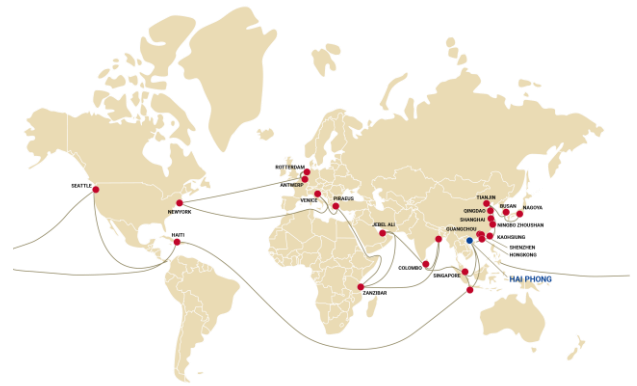 SEATTLE
NEWYORK
HAITI
ROTTERDAM
ANTWERP
VENICE
PIRAEUS
JEBEL ALI
ZANZIBAR
COLOMBO
SINGAPORE
TIANJIN
QINGDAO
BUSAN
NAGOYA
SHANGHAI
NINGBO ZHOUSHAN
GUANGZHOU
KAOHSIUNG
SHENZHEN
HONGKONG
HAI PHONG